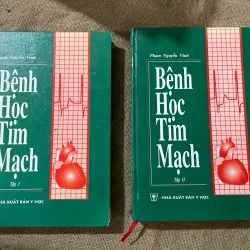 Phạm Nguyễn Vinh
Bệnh
Học
Tim
Mạch
Tập I
NHÀ XUẤT BẢN Y HỌC
Phạm Nguyễn Vinh
Bệnh
Học
Tim
Mạch
Tập II
NHÀ XUẤT BẢN Y HỌC